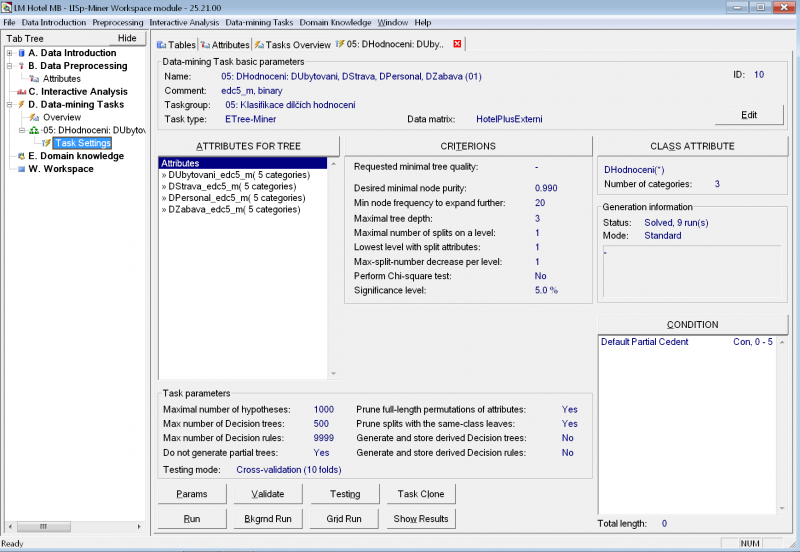 LM Hotel MB - LISp-Miner Workspace module - 25.21.00
File Data Introduction Preprocessing Interactive Analysis Data-mining Tasks Domain Knowledge Window Help
Tab Tree Hide
A. Data Introduction
B. Data Preprocessing
Attributes
C. Interactive Analysis
D. Data-mining Tasks
Overview
05: DHodnoceni: DUbytov
Task Settings
E. Domain knowledge
W. Workspace
Tables Attributes Tasks Overview 05: DHodnoceni: DUby..
Data-mining Task basic parameters
Name: 05: DHodnoceni: DUbytovani, DStrava, DPersonal, DZabava (01) ID: 10
Comment: edc5_m, binary
Taskgroup: 05: Klasifikace dílčích hodnocení
Task type: ETree-Miner Data matrix: HotelPlusExterni
Edit
ATTRIBUTES FOR TREE
Attributes
» DUbytovani_edc5_m( 5 categories)
» DStrava_edc5_m( 5 categories)
» DPersonal_edc5_m( 5 categories)
» DZabava_edc5_m( 5 categories)
CRITERIONS
Requested minimal tree quality: -
Desired minimal node purity: 0.990
Min node frequency to expand further: 20
Maximal tree depth: 3
Maximal number of splits on a level: 1
Lowest level with split attributes: 1
Max-split-number decrease per level: 1
Perform Chi-square test: No
Significance level: 5.0 %
CLASS ATTRIBUTE
DHodnoceni(*)
Number of categories: 3
Generation information
Status: Solved, 9 run(s)
Mode: Standard
-
CONDITION
Default Partial Cedent Con, 0 - 5
Total length: 0
Task parameters
Maximal number of hypotheses: 1000 Prune full-length permutations of attributes: Yes
Max number of Decision trees: 500 Prune splits with the same-class leaves: Yes
Max number of Decision rules: 9999 Generate and store derived Decision trees: No
Do not generate partial trees: Yes Generate and store derived Decision rules: No
Testing mode: Cross-validation (10 folds)
Params Validate Testing Task Clone
Run Bkgrnd Run Grid Run Show Results
Ready NUM